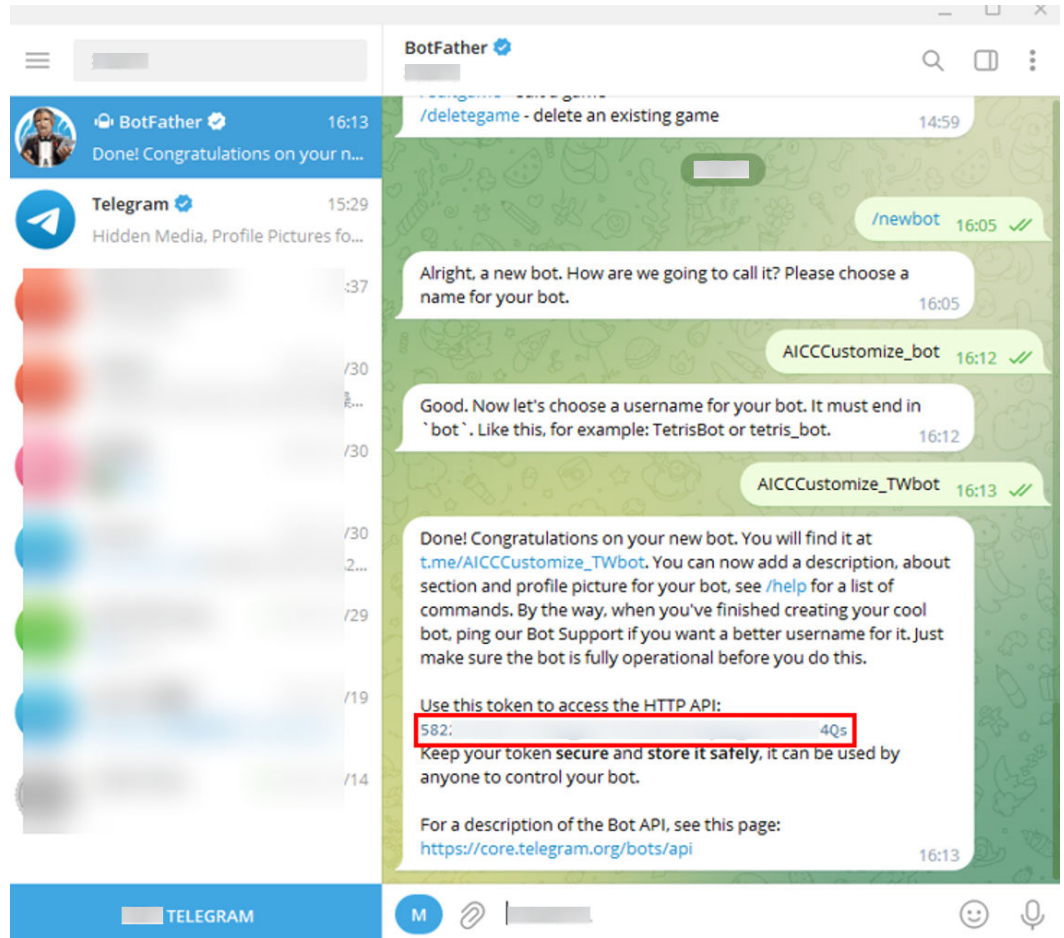 BotFather
BotFather 16:13
Done! Congratulations on your n...
Telegram 15:29
Hidden Media, Profile Pictures fo...
:37
/30
/30
/30
2...
/29
/19
/14
TELEGRAM
/deletegame - delete an existing game 14:59
/newbot 16:05
Alright, a new bot. How are we going to call it? Please choose a
name for your bot. 16:05
AICCCustomize_bot 16:12
Good. Now let's choose a username for your bot. It must end in
`bot`. Like this, for example: TetrisBot or tetris_bot. 16:12
AICCCustomize_TWbot 16:13
Done! Congratulations on your new bot. You will find it at
t.me/AICCCustomize_TWbot. You can now add a description, about
section and profile picture for your bot, see /help for a list of
commands. By the way, when you've finished creating your cool
bot, ping our Bot Support if you want a better username for it. Just
make sure the bot is fully operational before you do this.
Use this token to access the HTTP API:
582 4Qs
Keep your token secure and store it safely, it can be used by
anyone to control your bot.
For a description of the Bot API, see this page:
https://core.telegram.org/bots/api 16:13
M